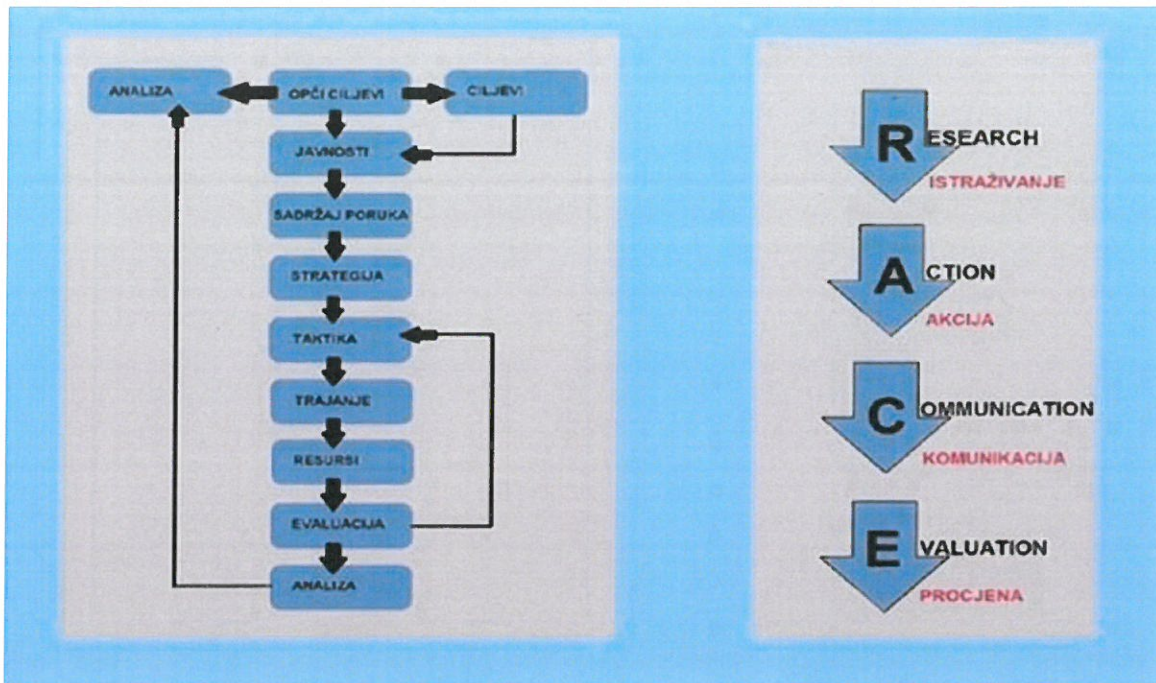 ANALIZA
OPĆI CILJEVI
CILJEVI
JAVNOSTI
SADRŽAJ PORUKA
STRATEGIJA
TAKTIKA
TRAJANJE
RESURSI
EVALUACIJA
ANALIZA
RESEARCH
ISTRAŽIVANJE
ACTION
AKCIJA
COMMUNICATION
KOMUNIKACIJA
EVALUATION
PROCJENA